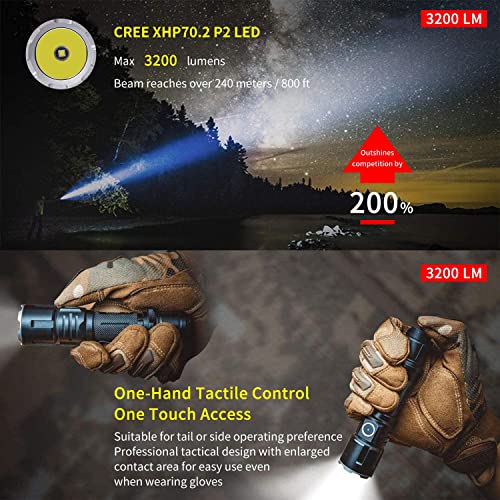 CREE XHP70.2 P2 LED
3200 LM
Max 3200 lumens
Beam reaches over 240 meters / 800 ft
Outshines
competition by
200%
3200 LM
One-Hand Tactile Control
One Touch Access
Suitable for tail or side operating preference
Professional tactical design with enlarged
contact area for easy use even
when wearing gloves